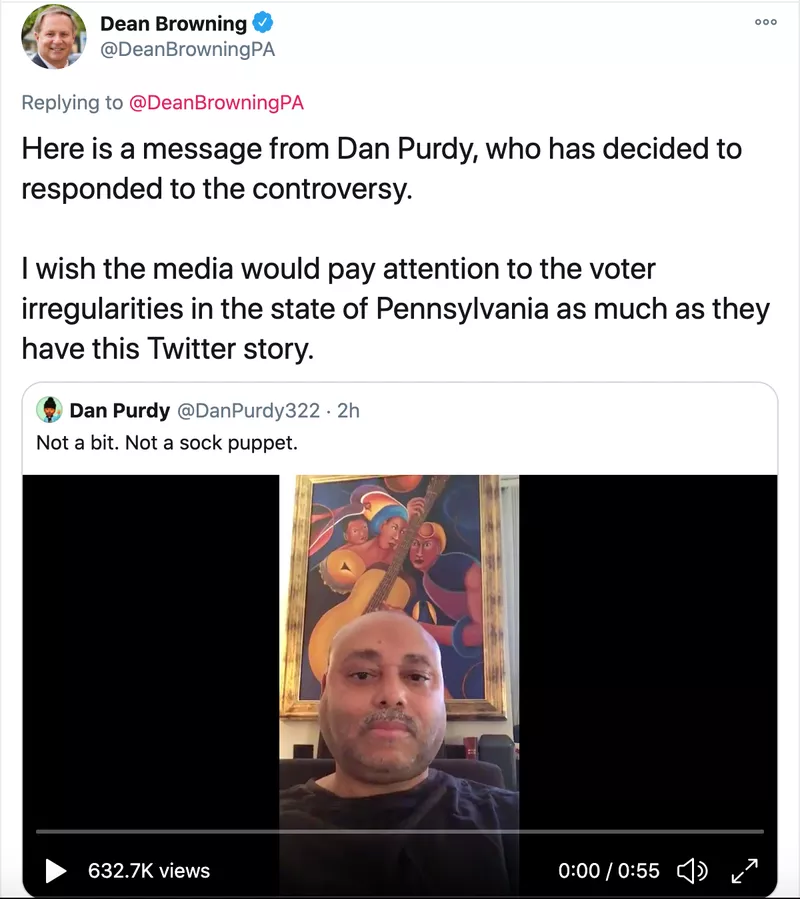 Dean Browning
@DeanBrowningPA
Replying to @DeanBrowningPA
Here is a message from Dan Purdy, who has decided to
responded to the controversy.
I wish the media would pay attention to the voter
irregularities in the state of Pennsylvania as much as they
have this Twitter story.
Dan Purdy @DanPurdy322 · 2h
Not a bit. Not a sock puppet.
632.7K views
0:00 / 0:55